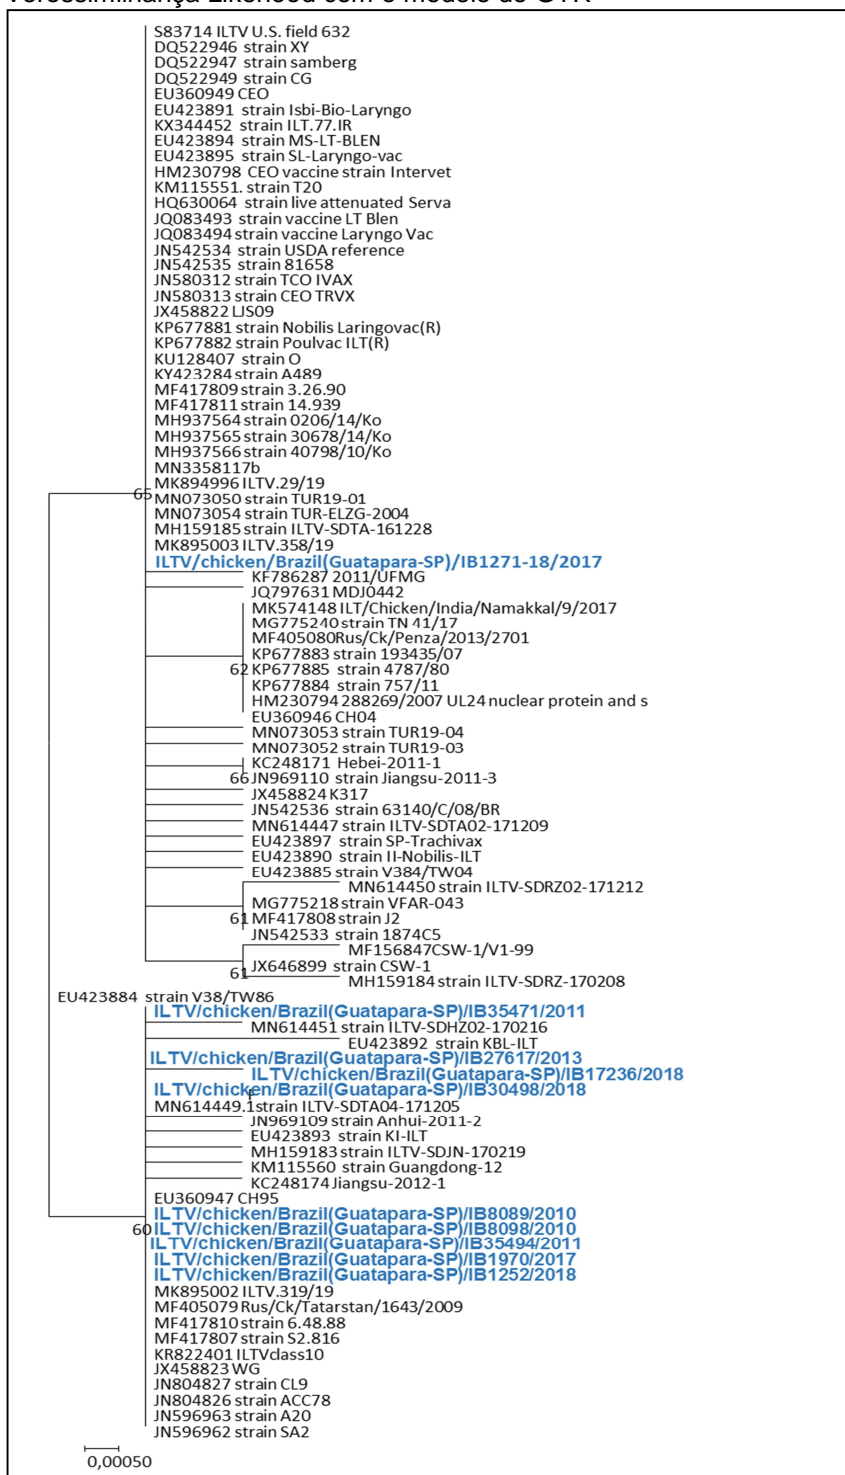 S83714 ILTV U.S. field 632
DQ522946 strain XY
DQ522947 strain samberg
DQ522949 strain CG
EU360949 CEO
EU423891 strain Isbi-Bio-Laryngo
KX344452 strain ILT.77.IR
EU423894 strain MS-LT-BLEN
EU423895 strain SL-Laryngo-vac
HM230798 CEO vaccine strain Intervet
KM115551. strain T20
HQ630064 strain live attenuated Serva
JQ083493 strain vaccine LT Blen
JQ083494 strain vaccine Laryngo Vac
JN542534 strain USDA reference
JN542535 strain 81658
JN580312 strain TCO IVAX
JN580313 strain CEO TRVX
JX458822 LJS09
KP677881 strain Nobilis Laringovac(R)
KP677882 strain Poulvac ILT(R)
KU128407 strain O
KY423284 strain A489
MF417809 strain 3.26.90
MF417811 strain 14.939
MH937564 strain 0206/14/Ko
MH937565 strain 30678/14/Ko
MH937566 strain 40798/10/Ko
MN3358117b
MK894996 ILTV.29/19
65
MN073050 strain TUR19-01
MN073054 strain TUR-ELZG-2004
MH159185 strain ILTV-SDTA-161228
MK895003 ILTV.358/19
ILTV/chicken/Brazil(Guatapara-SP)/IB1271-18/2017
KF786287 2011/UFMG
JQ797631 MDJ0442
MK574148 ILT/Chicken/India/Namakkal/9/2017
MG775240 strain TN 41/17
MF405080Rus/Ck/Penza/2013/2701
KP677883 strain 193435/07
62 KP677885 strain 4787/80
KP677884 strain 757/11
HM230794 288269/2007 UL24 nuclear protein and s
EU360946 CH04
MN073053 strain TUR19-04
MN073052 strain TUR19-03
KC248171 Hebei-2011-1
66 JN969110 strain Jiangsu-2011-3
JX458824 K317
JN542536 strain 63140/C/08/BR
MN614447 strain ILTV-SDTA02-171209
EU423897 strain SP-Trachivax
EU423890 strain II-Nobilis-ILT
EU423885 strain V384/TW04
MN614450 strain ILTV-SDRZ02-171212
MG775218 strain VFAR-043
61 MF417808 strain J2
JN542533 strain 1874C5
MF156847CSW-1/V1-99
JX646899 strain CSW-1
61
MH159184 strain ILTV-SDRZ-170208
EU423884 strain V38/TW86
ILTV/chicken/Brazil(Guatapara-SP)/IB35471/2011
MN614451 strain ILTV-SDHZ02-170216
EU423892 strain KBL-ILT
ILTV/chicken/Brazil(Guatapara-SP)/IB27617/2013
ILTV/chicken/Brazil(Guatapara-SP)/IB17236/2018
ILTV/chicken/Brazil(Guatapara-SP)/IB30498/2018
MN614449.1strain ILTV-SDTA04-171205
JN969109 strain Anhui-2011-2
EU423893 strain KI-ILT
MH159183 strain ILTV-SDJN-170219
KM115560 strain Guangdong-12
KC248174 Jiangsu-2012-1
EU360947 CH95
ILTV/chicken/Brazil(Guatapara-SP)/IB8089/2010
60 ILTV/chicken/Brazil(Guatapara-SP)/IB8098/2010
ILTV/chicken/Brazil(Guatapara-SP)/IB35494/2011
ILTV/chicken/Brazil(Guatapara-SP)/IB1970/2017
ILTV/chicken/Brazil(Guatapara-SP)/IB1252/2018
MK895002 ILTV.319/19
MF405079 Rus/Ck/Tatarstan/1643/2009
MF417810 strain 6.48.88
MF417807 strain S2.816
KR822401 ILTVclass10
JX458823 WG
JN804827 strain CL9
JN804826 strain ACC78
JN596963 strain A20
JN596962 strain SA2
0,00050